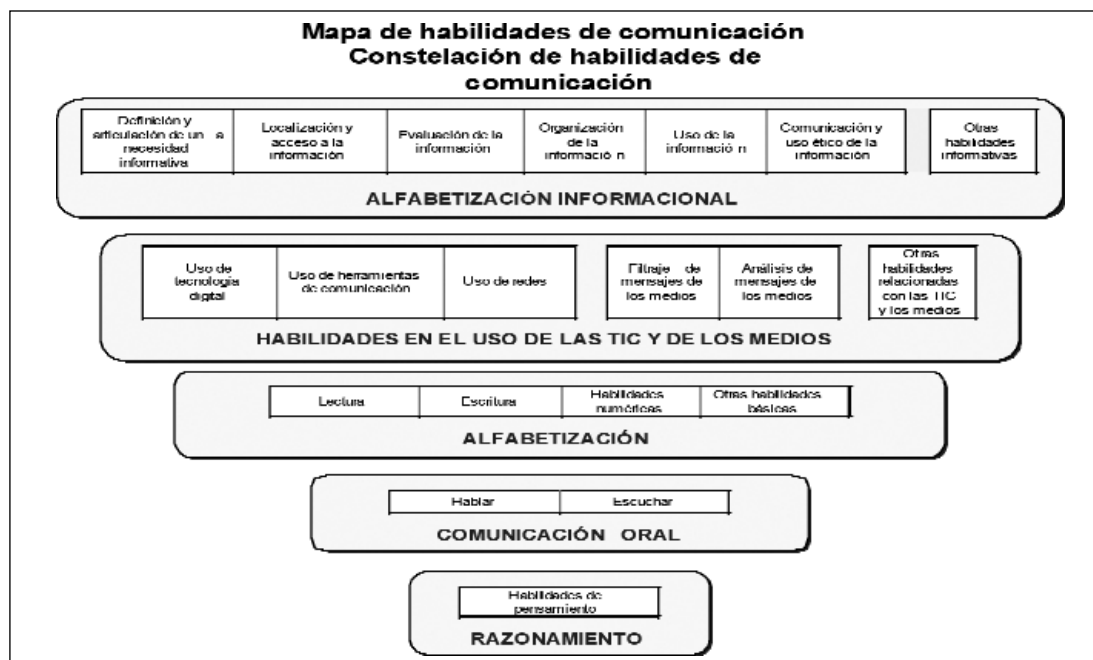 Mapa de habilidades de comunicación
Constelación de habilidades de
comunicación
Definición y
articulación de un a
necesidad
informativa
Localización y
acceso a la
información
Evaluación de la
información
Organización
de la
informació n
Uso de la
informació n
Comunicación y
uso ético de la
información
Otras
habilidades
informativas
ALFABETIZACIÓN INFORMACIONAL
Uso de
tecnología
digital
Uso de herramientas
de comunicación
Uso de redes
Filtraje de
mensajes de
los medios
Análisis de
mensajes de
los medios
Otras
habilidades
relacionadas
con las TIC
y los medios
HABILIDADES EN EL USO DE LAS TIC Y DE LOS MEDIOS
Lectura
Escritura
Habilidades
numéricas
Otras habilidades
básicas
ALFABETIZACIÓN
Hablar
Escuchar
COMUNICACIÓN ORAL
Habilidades de
pensamiento
RAZONAMIENTO